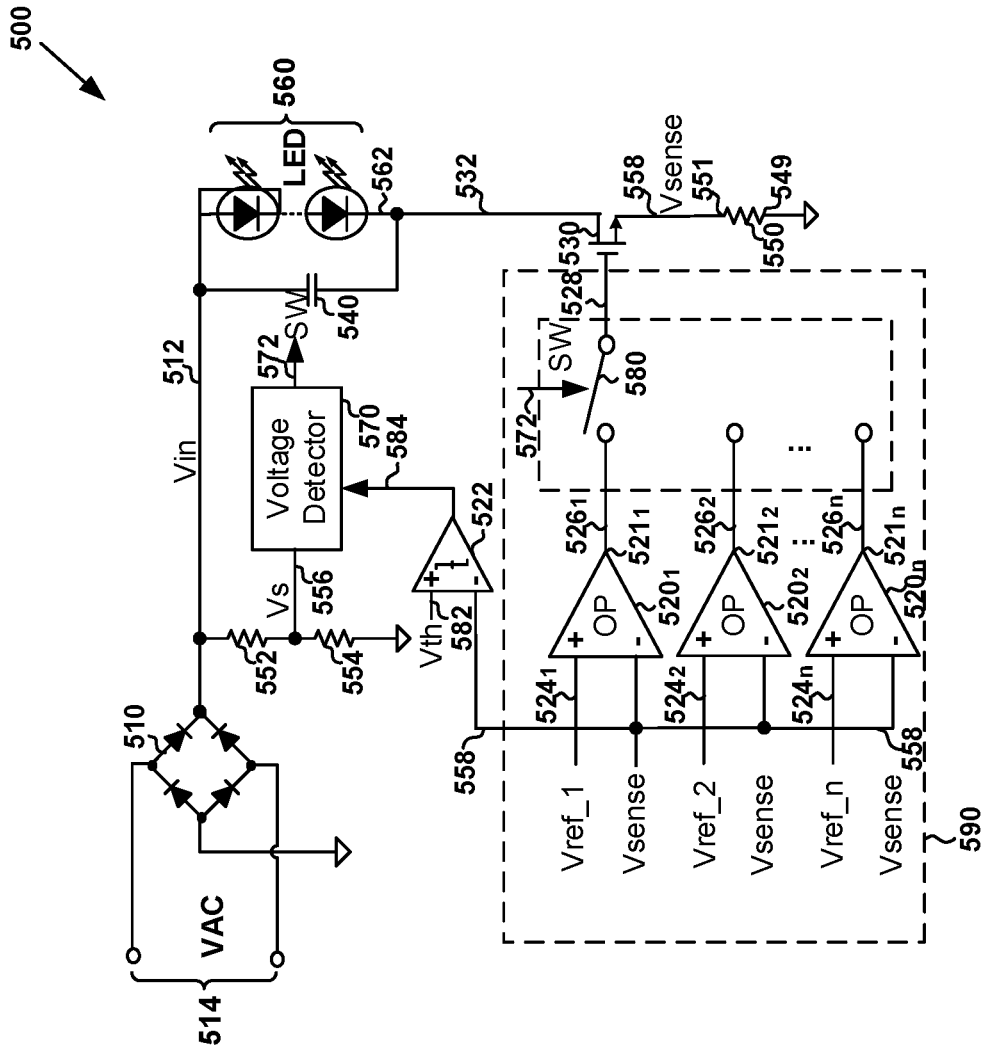 500
560
LED
562
532
558
Vsense
551
549
550
530
528
SW
540
572
SW
512
Vin
Voltage
Detector
570
584
Vs
556
552
554
Vth
582
+
-
522
510
VAC
514
572
SW
580
526₁
526₂
...
526ₙ
521₁
521₂
...
521ₙ
OP
+
-
520₁
OP
+
-
520₂
OP
+
-
520ₙ
524₁
524₂
524ₙ
558
558
Vref_1
Vsense
Vref_2
Vsense
Vref_n
Vsense
590